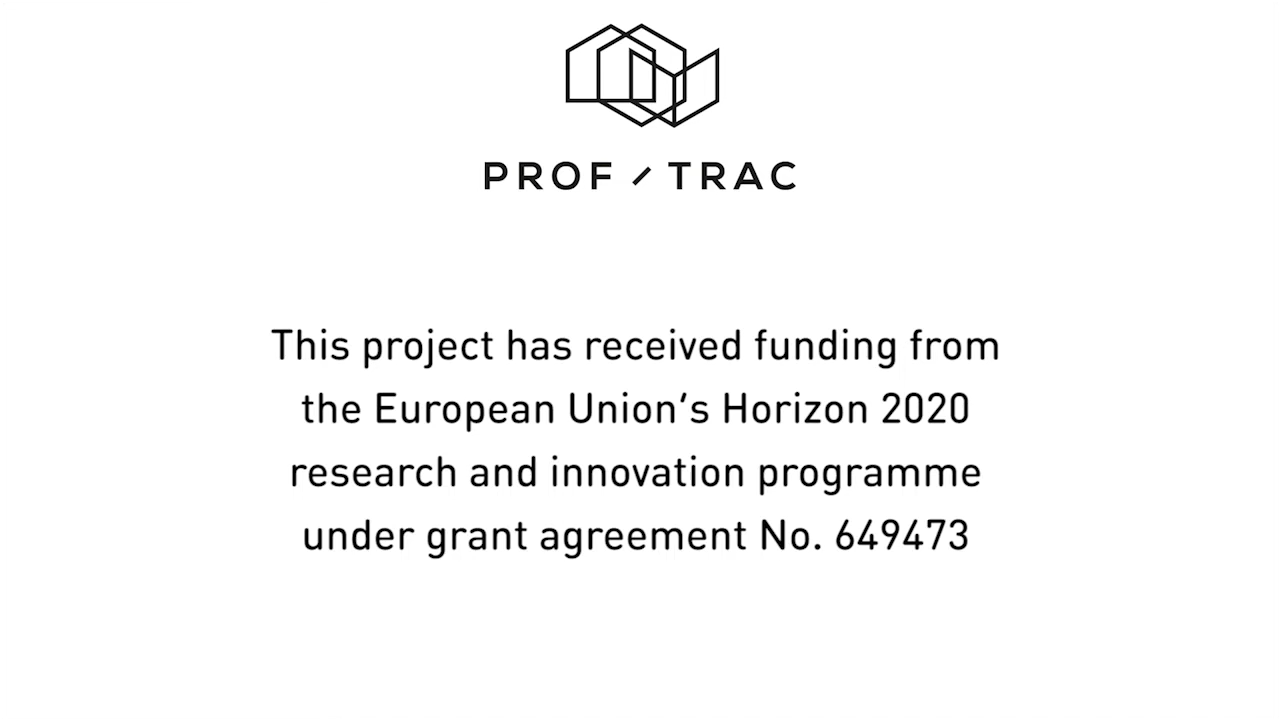 PROF / TRAC
This project has received funding from
the European Union's Horizon 2020
research and innovation programme
under grant agreement No. 649473